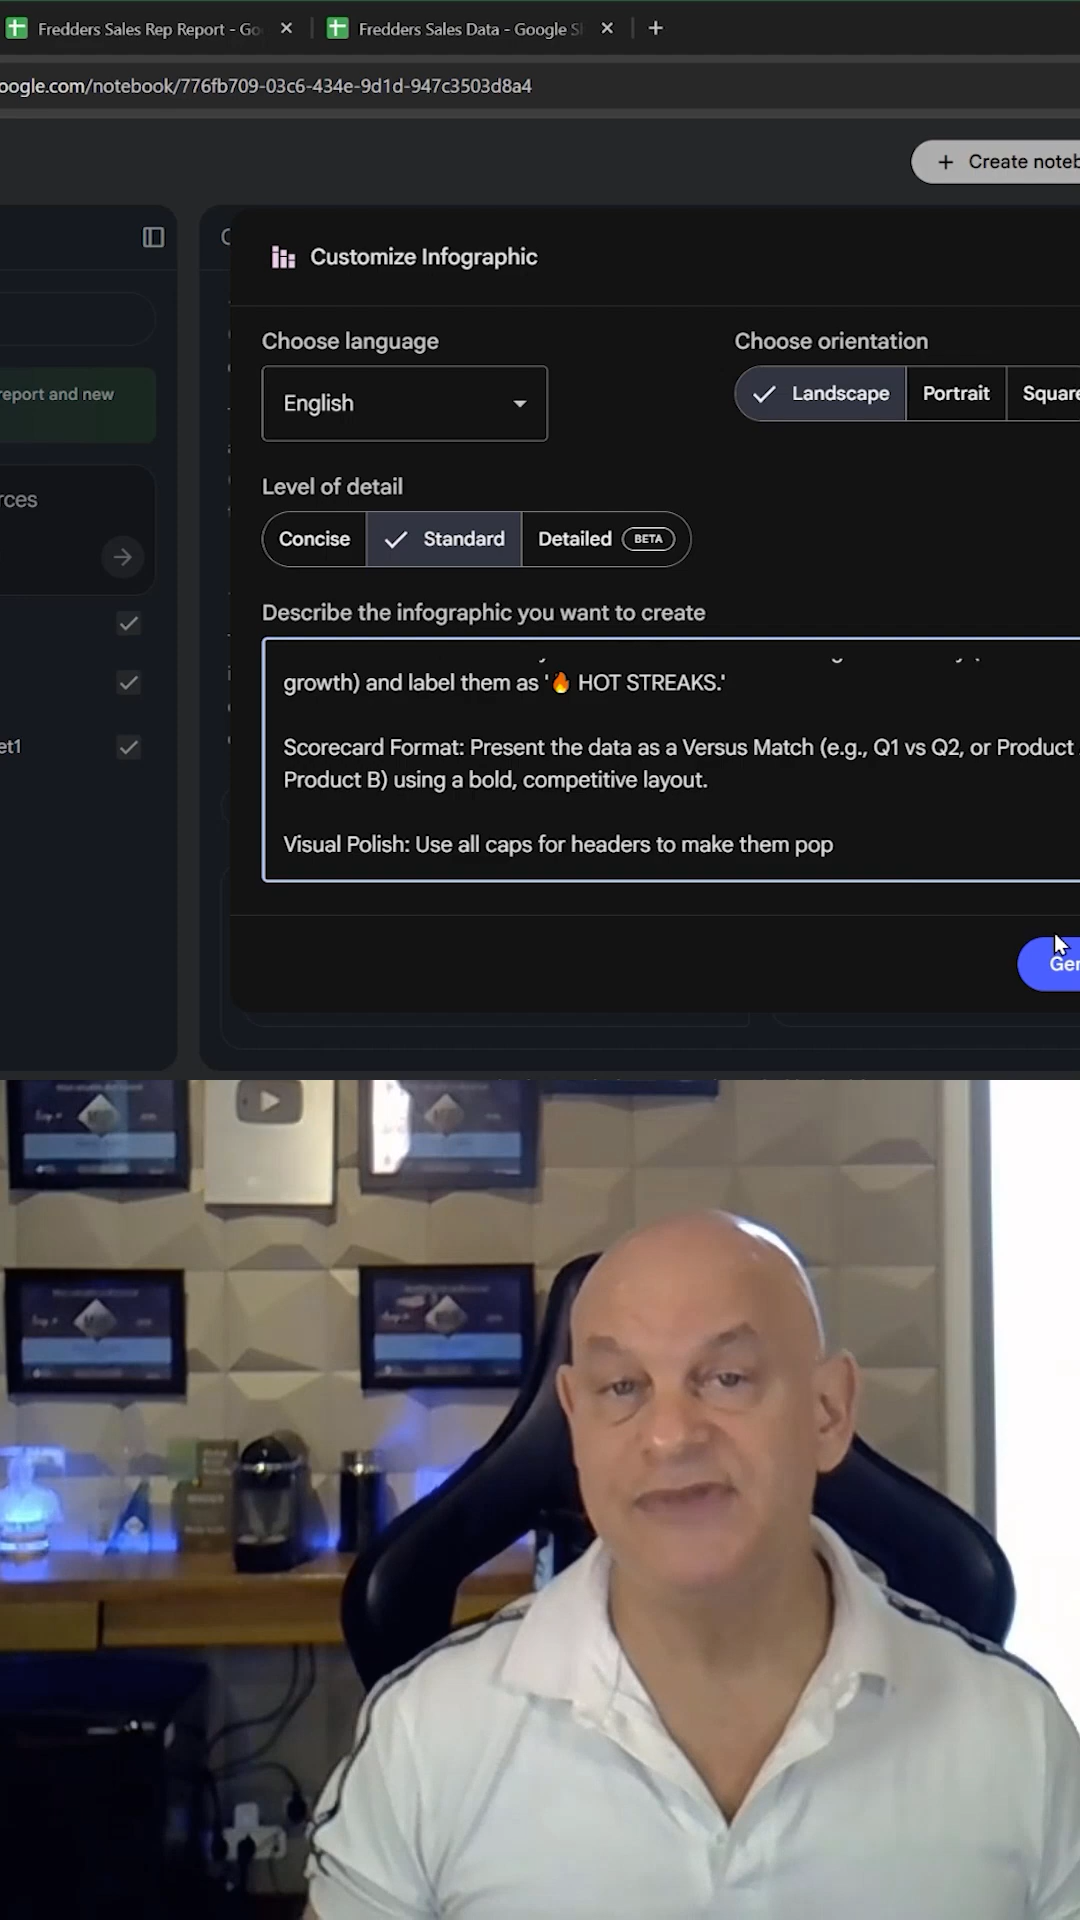 Fredders Sales Rep Report - Go
Fredders Sales Data - Google S
oogle.com/notebook/776fb709-03c6-434e-9d1d-947c3503d8a4
+ Create noteb
Customize Infographic
Choose language
Choose orientation
English
Landscape
Portrait
Square
eport and new
Level of detail
rces
Concise
Standard
Detailed
BETA
Describe the infographic you want to create
growth) and label them as '🔥 HOT STREAKS.'
et1
Scorecard Format: Present the data as a Versus Match (e.g., Q1 vs Q2, or Product
Product B) using a bold, competitive layout.
Visual Polish: Use all caps for headers to make them pop
Gen